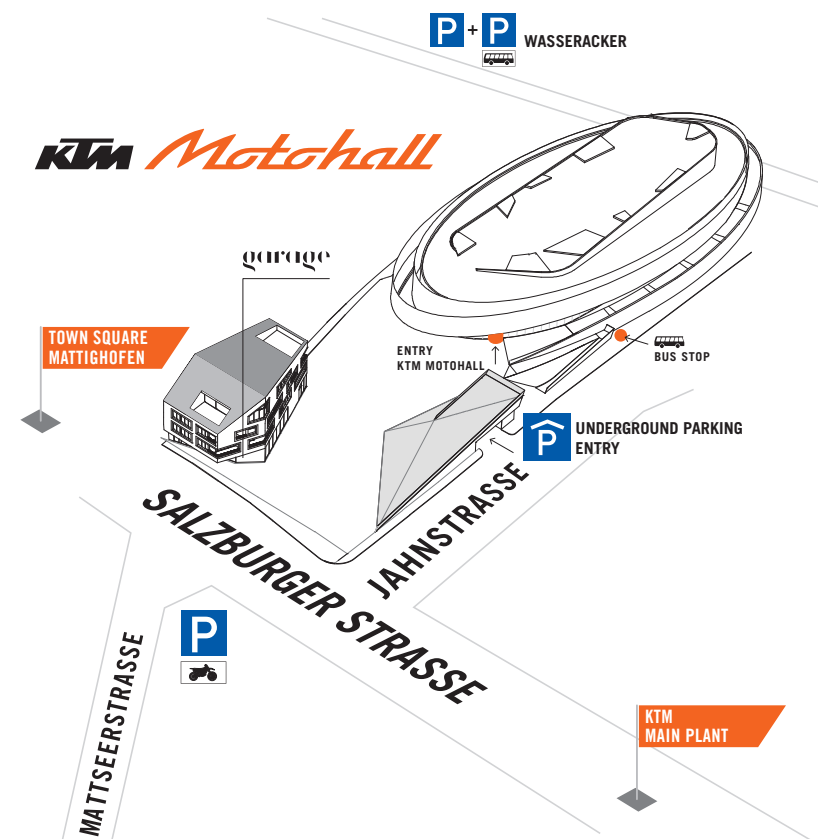 P + P WASSERACKER
KTM Motohall
garage
TOWN SQUARE
MATTIGHOFEN
ENTRY
KTM MOTOHALL
BUS STOP
P
UNDERGROUND PARKING
ENTRY
SALZBURGER STRASSE
JAHNSTRASSE
P
MATTSEERSTRASSE
KTM
MAIN PLANT